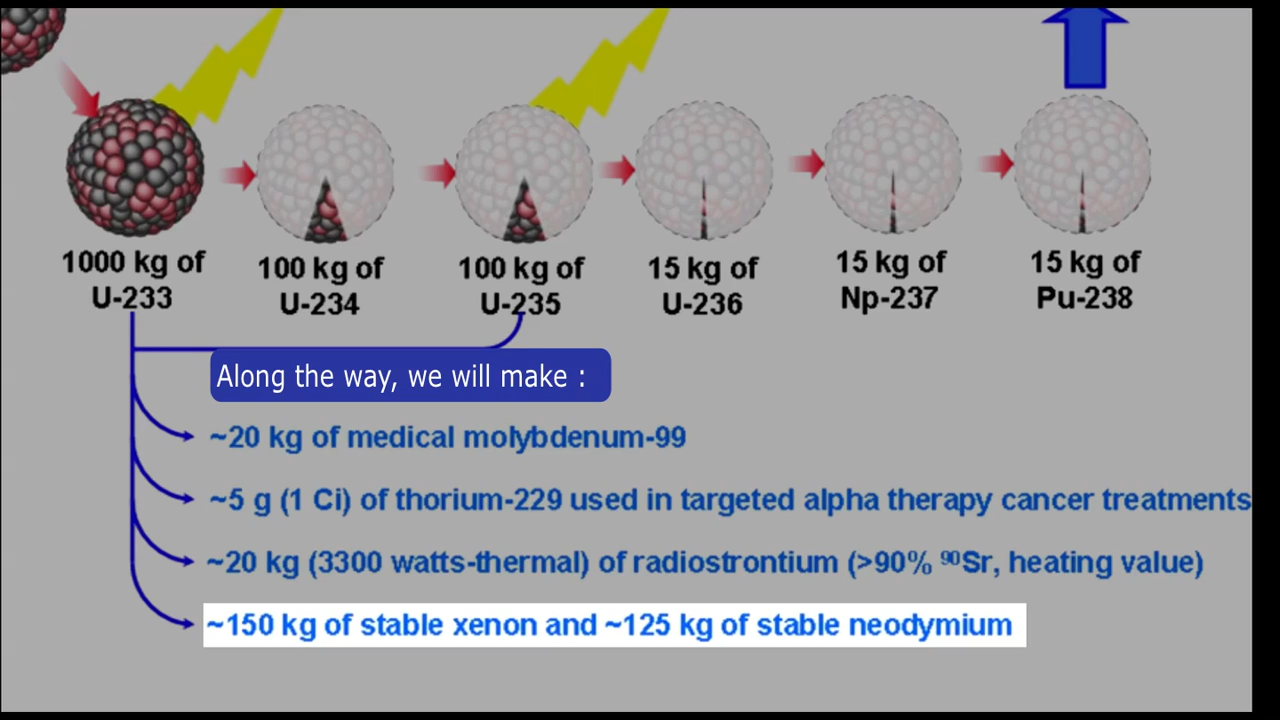 1000 kg of
U-233
100 kg of
U-234
100 kg of
U-235
15 kg of
U-236
15 kg of
Np-237
15 kg of
Pu-238
Along the way, we will make :
~20 kg of medical molybdenum-99
~5 g (1 Ci) of thorium-229 used in targeted alpha therapy cancer treatments
~20 kg (3300 watts-thermal) of radiostrontium (>90% ⁹⁰Sr, heating value)
~150 kg of stable xenon and ~125 kg of stable neodymium